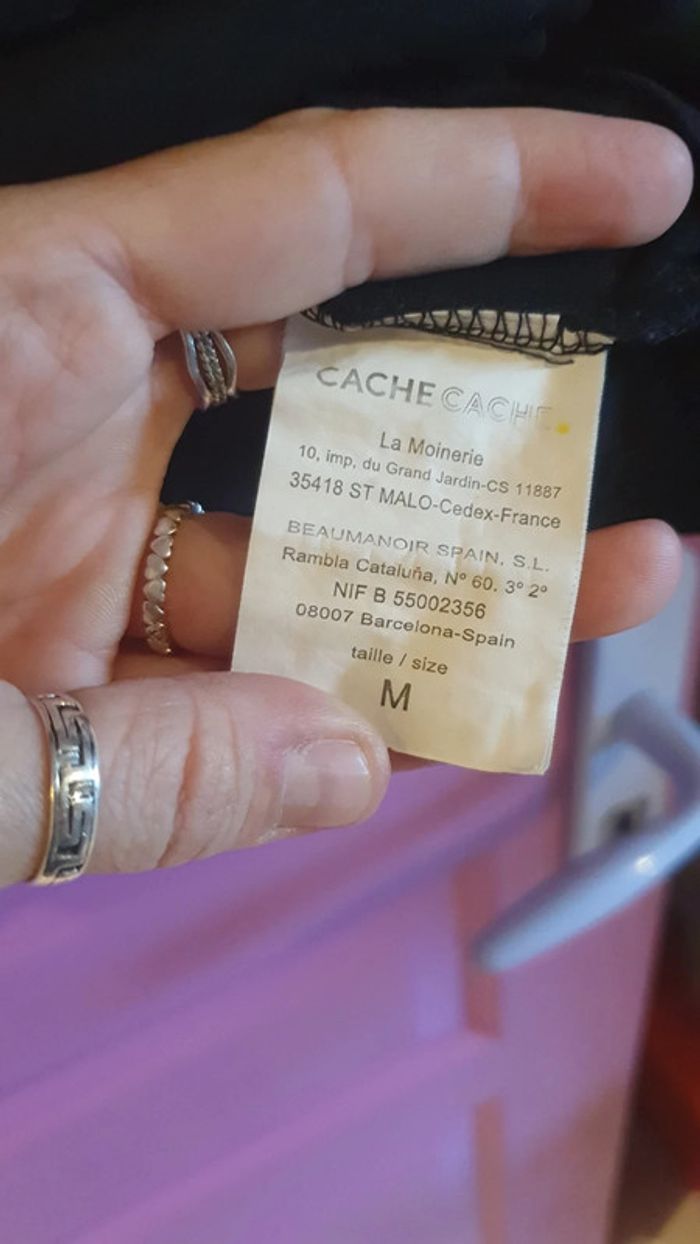 CACHE CACHE.
La Moinerie
10, imp, du Grand Jardin-CS 11887
35418 ST MALO-Cedex-France
BEAUMANOIR SPAIN, S.L.
Rambla Cataluña, Nº 60. 3º 2º
NIF B 55002356
08007 Barcelona-Spain
taille / size
M